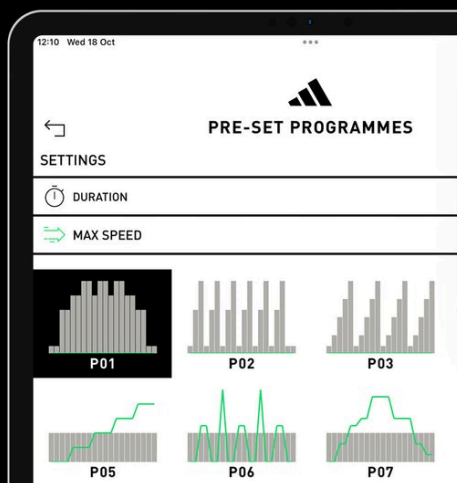 12:10 Wed 18 Oct
PRE-SET PROGRAMMES
SETTINGS
DURATION
MAX SPEED
P01 P02 P03
P05 P06 P07